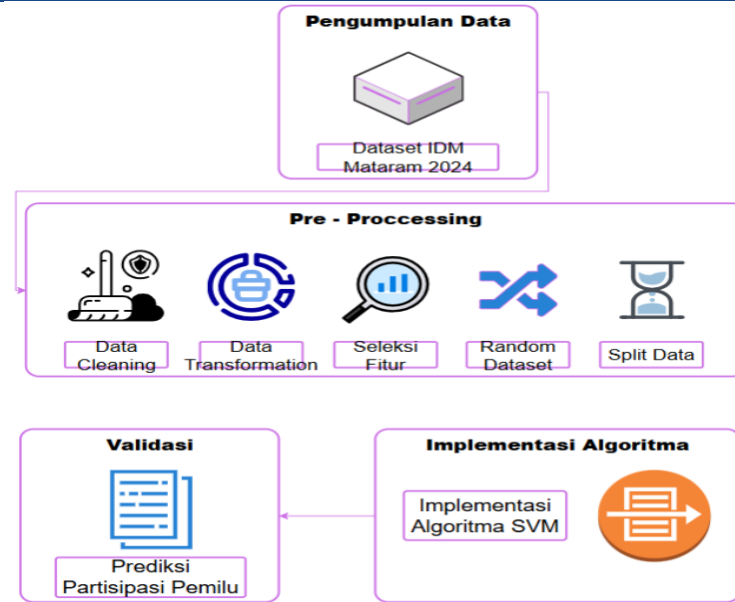 Pengumpulan Data
Dataset IDM
Mataram 2024
Pre - Proccessing
Data
Cleaning
Data
Transformation
Seleksi
Fitur
Random
Dataset
Split Data
Validasi
Prediksi
Partisipasi Pemilu
Implementasi Algoritma
Implementasi
Algoritma SVM